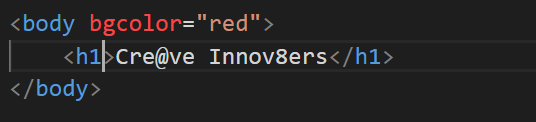 <body bgcolor="red">
<h1>Cre@ve Innov8ers</h1>
</body>